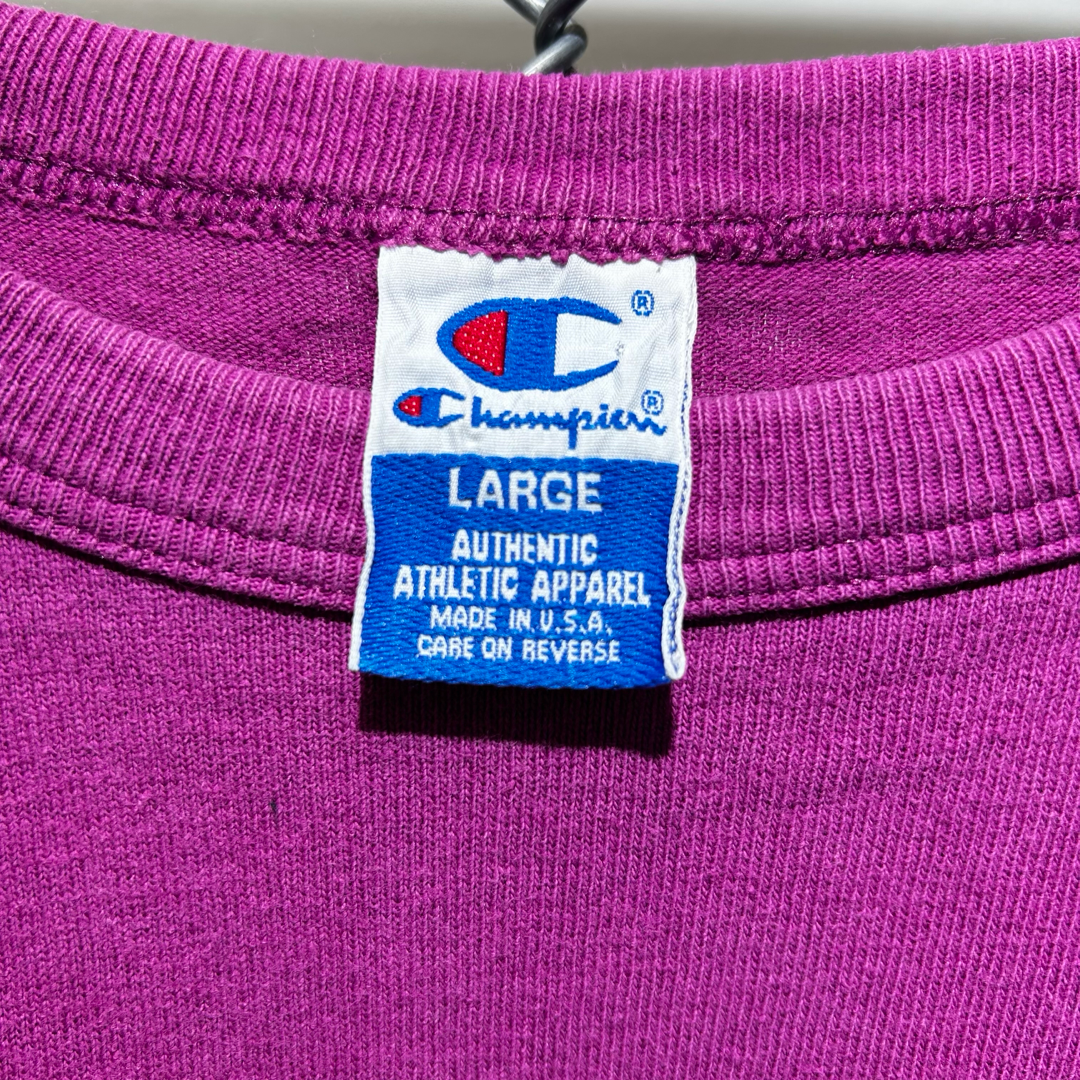 ®
Champion®
LARGE
AUTHENTIC
ATHLETIC APPAREL
MADE IN U.S.A.
CARE ON REVERSE